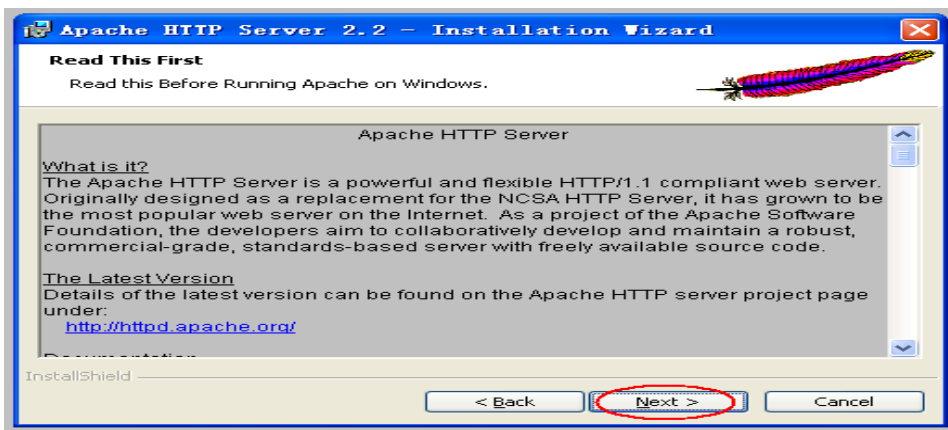 Apache HTTP Server 2.2 - Installation Wizard
Read This First
Read this Before Running Apache on Windows.
Apache HTTP Server
What is it?
The Apache HTTP Server is a powerful and flexible HTTP/1.1 compliant web server.
Originally designed as a replacement for the NCSA HTTP Server, it has grown to be
the most popular web server on the Internet. As a project of the Apache Software
Foundation, the developers aim to collaboratively develop and maintain a robust,
commercial-grade, standards-based server with freely available source code.
The Latest Version
Details of the latest version can be found on the Apache HTTP server project page
under:
http://httpd.apache.org/
Documentation
InstallShield
< Back
Next >
Cancel